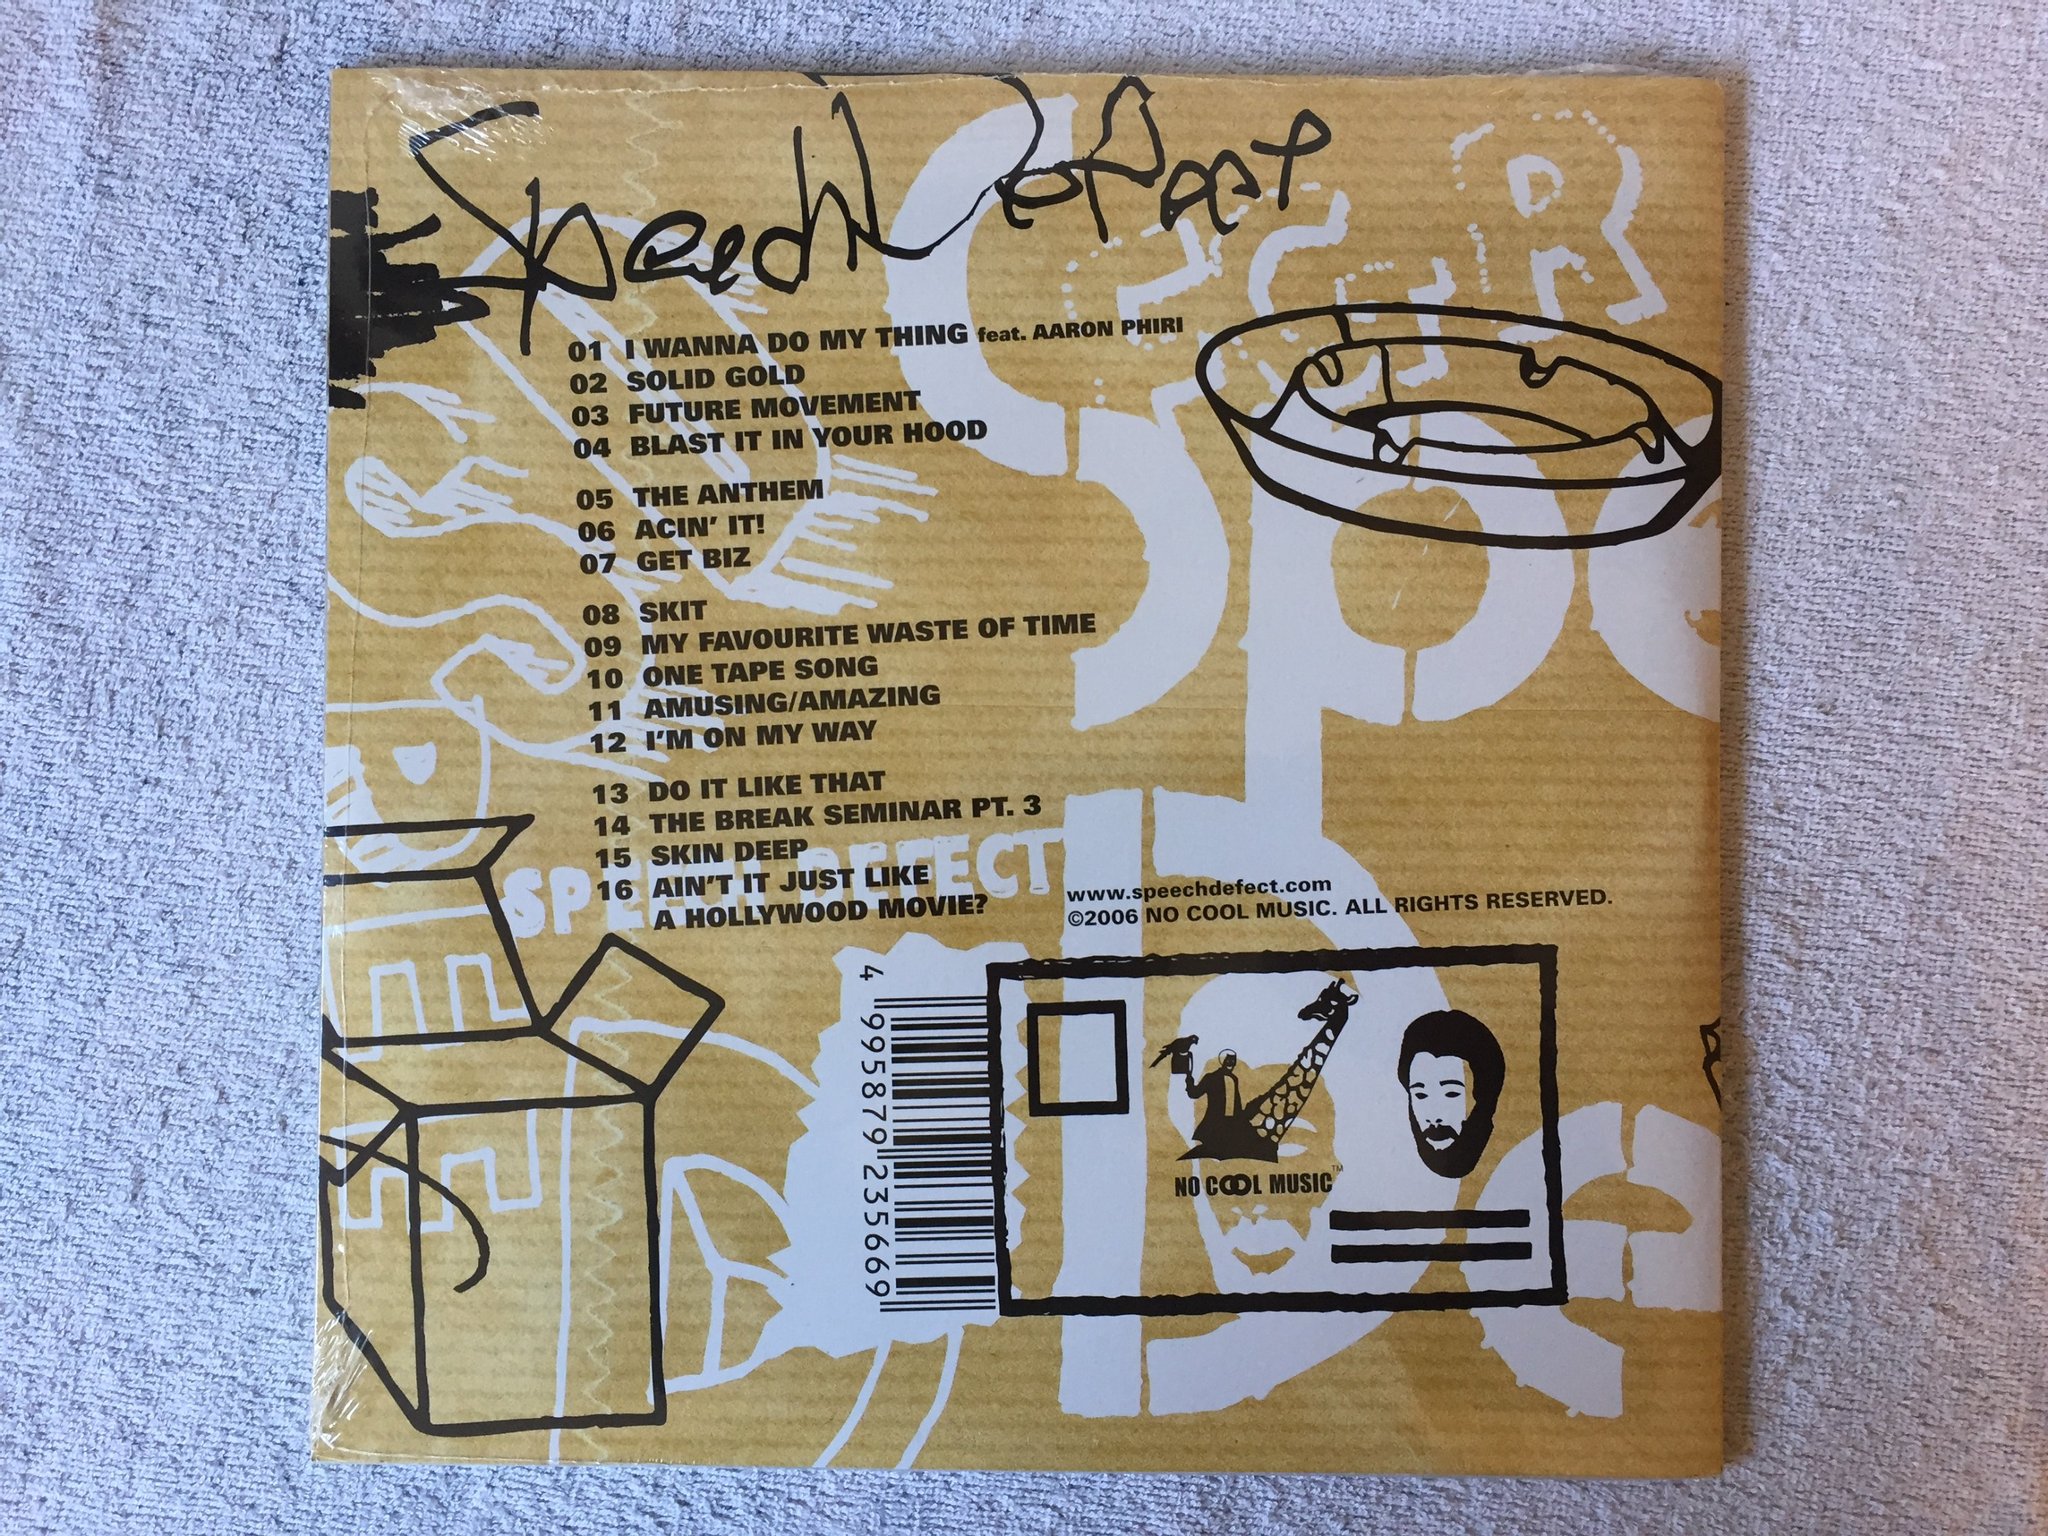 Speech Defect
01 I WANNA DO MY THING feat. AARON PHIRI
02 SOLID GOLD
03 FUTURE MOVEMENT
04 BLAST IT IN YOUR HOOD
05 THE ANTHEM
06 ACIN' IT!
07 GET BIZ
08 SKIT
09 MY FAVOURITE WASTE OF TIME
10 ONE TAPE SONG
11 AMUSING/AMAZING
12 I'M ON MY WAY
13 DO IT LIKE THAT
14 THE BREAK SEMINAR PT. 3
15 SKIN DEEP
16 AIN'T IT JUST LIKE
A HOLLYWOOD MOVIE?
SPEECH DEFECT
www.speechdefect.com
©2006 NO COOL MUSIC. ALL RIGHTS RESERVED.
4 995879 235669
NO COOL MUSIC™